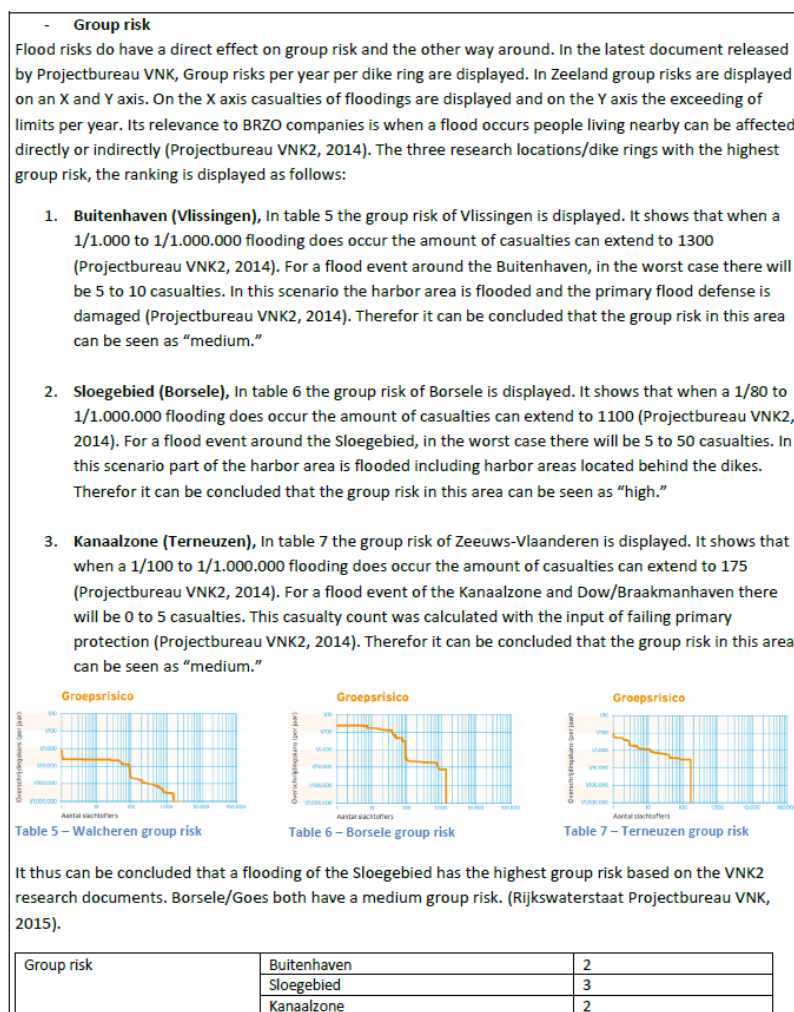 - Group risk
Flood risks do have a direct effect on group risk and the other way around. In the latest document released
by Projectbureau VNK, Group risks per year per dike ring are displayed. In Zeeland group risks are displayed
on an X and Y axis. On the X axis casualties of floodings are displayed and on the Y axis the exceeding of
limits per year. Its relevance to BRZO companies is when a flood occurs people living nearby can be affected
directly or indirectly (Projectbureau VNK2, 2014). The three research locations/dike rings with the highest
group risk, the ranking is displayed as follows:
1. Buitenhaven (Vlissingen), In table 5 the group risk of Vlissingen is displayed. It shows that when a
1/1.000 to 1/1.000.000 flooding does occur the amount of casualties can extend to 1300
(Projectbureau VNK2, 2014). For a flood event around the Buitenhaven, in the worst case there will
be 5 to 10 casualties. In this scenario the harbor area is flooded and the primary flood defense is
damaged (Projectbureau VNK2, 2014). Therefor it can be concluded that the group risk in this area
can be seen as “medium.”
2. Sloegebied (Borsele), In table 6 the group risk of Borsele is displayed. It shows that when a 1/80 to
1/1.000.000 flooding does occur the amount of casualties can extend to 1100 (Projectbureau VNK2,
2014). For a flood event around the Sloegebied, in the worst case there will be 5 to 50 casualties. In
this scenario part of the harbor area is flooded including harbor areas located behind the dikes.
Therefor it can be concluded that the group risk in this area can be seen as “high.”
3. Kanaalzone (Terneuzen), In table 7 the group risk of Zeeuws-Vlaanderen is displayed. It shows that
when a 1/100 to 1/1.000.000 flooding does occur the amount of casualties can extend to 175
(Projectbureau VNK2, 2014). For a flood event of the Kanaalzone and Dow/Braakmanhaven there
will be 0 to 5 casualties. This casualty count was calculated with the input of failing primary
protection (Projectbureau VNK2, 2014). Therefor it can be concluded that the group risk in this area
can be seen as “medium.”
Groepsrisico
Overschrijdingskans (per jaar)
Aantal slachtoffers
Table 5 – Walcheren group risk
Groepsrisico
Overschrijdingskans (per jaar)
Aantal slachtoffers
Table 6 – Borsele group risk
Groepsrisico
Overschrijdingskans (per jaar)
Aantal slachtoffers
Table 7 – Terneuzen group risk
It thus can be concluded that a flooding of the Sloegebied has the highest group risk based on the VNK2
research documents. Borsele/Goes both have a medium group risk. (Rijkswaterstaat Projectbureau VNK,
2015).
Group risk Buitenhaven 2
Sloegebied 3
Kanaalzone 2